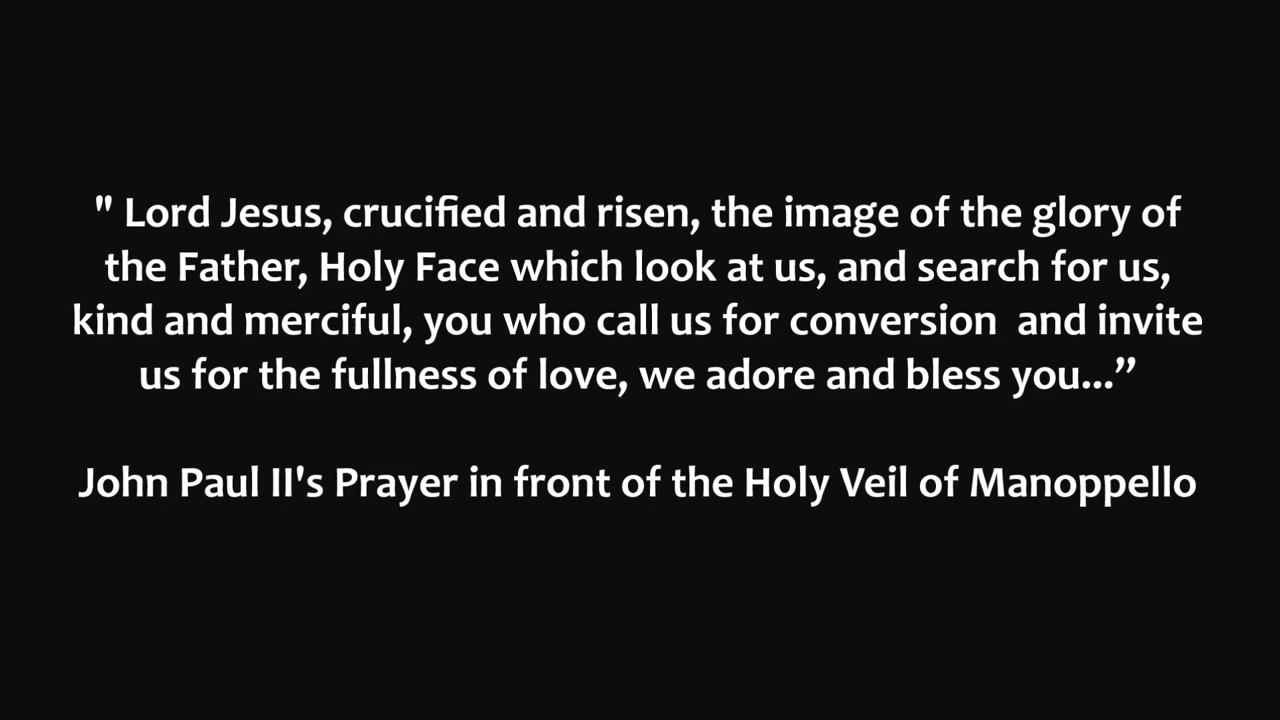 " Lord Jesus, crucified and risen, the image of the glory of
the Father, Holy Face which look at us, and search for us,
kind and merciful, you who call us for conversion  and invite
us for the fullness of love, we adore and bless you...”
John Paul II's Prayer in front of the Holy Veil of Manoppello